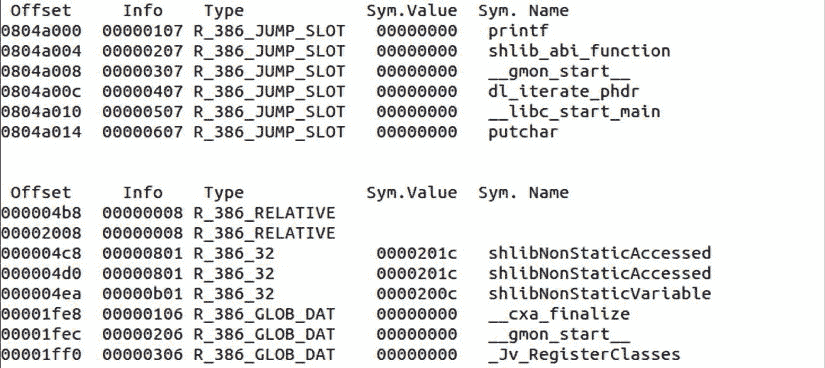 Offset Info Type Sym.Value Sym. Name
0804a000 00000107 R_386_JUMP_SLOT 00000000 printf
0804a004 00000207 R_386_JUMP_SLOT 00000000 shlib_abi_function
0804a008 00000307 R_386_JUMP_SLOT 00000000 __gmon_start__
0804a00c 00000407 R_386_JUMP_SLOT 00000000 dl_iterate_phdr
0804a010 00000507 R_386_JUMP_SLOT 00000000 __libc_start_main
0804a014 00000607 R_386_JUMP_SLOT 00000000 putchar
Offset Info Type Sym.Value Sym. Name
000004b8 00000008 R_386_RELATIVE
00002008 00000008 R_386_RELATIVE
000004c8 00000801 R_386_32 0000201c shlibNonStaticAccessed
000004d0 00000801 R_386_32 0000201c shlibNonStaticAccessed
000004ea 00000b01 R_386_32 0000200c shlibNonStaticVariable
00001fe8 00000106 R_386_GLOB_DAT 00000000 __cxa_finalize
00001fec 00000206 R_386_GLOB_DAT 00000000 __gmon_start__
00001ff0 00000306 R_386_GLOB_DAT 00000000 _Jv_RegisterClasses